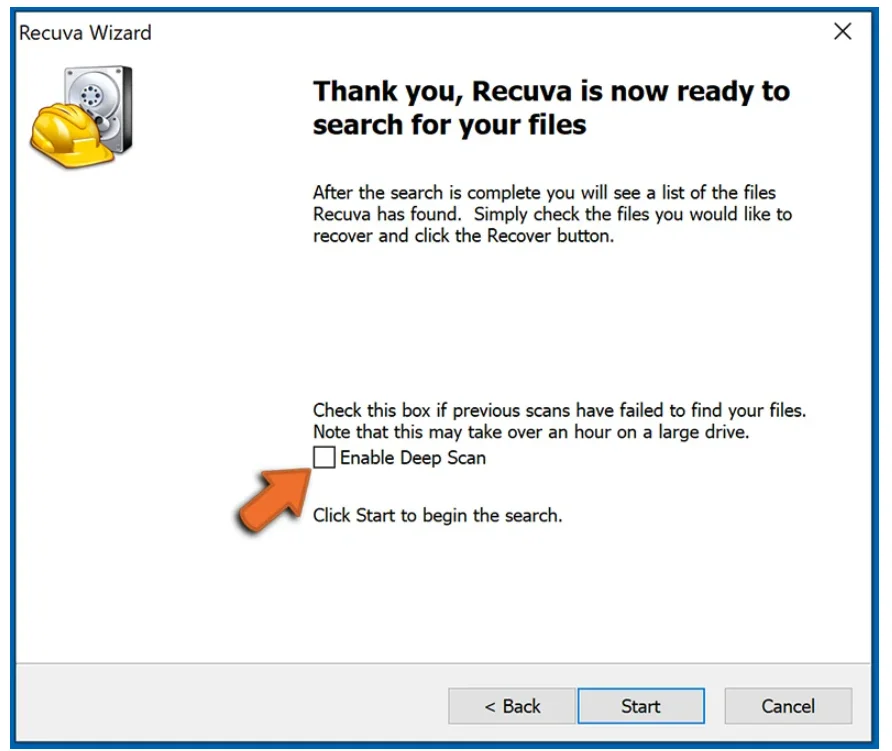 Recuva Wizard
Thank you, Recuva is now ready to
search for your files
After the search is complete you will see a list of the files
Recuva has found.  Simply check the files you would like to
recover and click the Recover button.
Check this box if previous scans have failed to find your files.
Note that this may take over an hour on a large drive.
Enable Deep Scan
Click Start to begin the search.
< Back
Start
Cancel